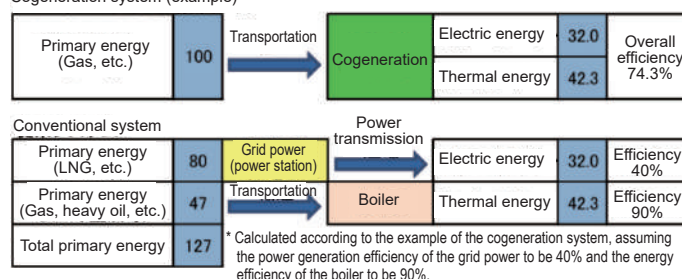 Cogeneration system (example)
Primary energy
(Gas, etc.)
100
Transportation
Cogeneration
Electric energy
32.0
Thermal energy
42.3
Overall
efficiency
74.3%
Conventional system
Power
transmission
Primary energy
(LNG, etc.)
80
Grid power
(power station)
Electric energy
32.0
Efficiency
40%
Primary energy
(Gas, heavy oil, etc.)
47
Transportation
Boiler
Thermal energy
42.3
Efficiency
90%
Total primary energy
127
* Calculated according to the example of the cogeneration system, assuming
the power generation efficiency of the grid power to be 40% and the energy
efficiency of the boiler to be 90%.